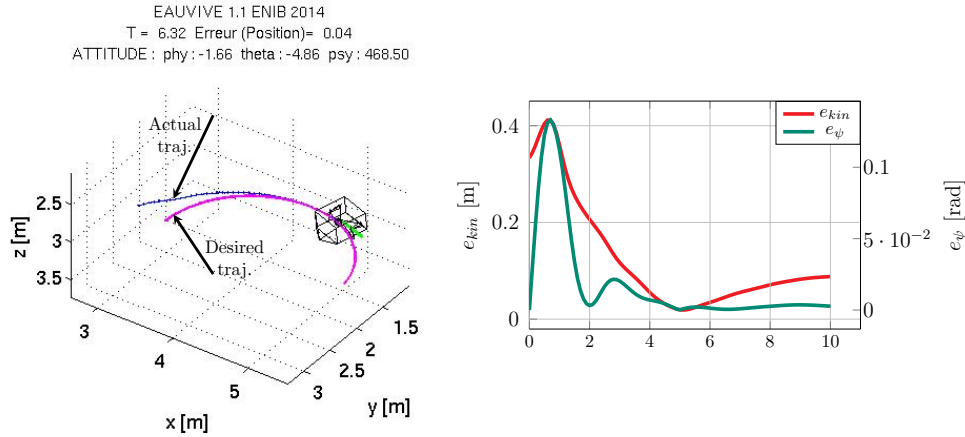 EAUVIVE 1.1 ENIB 2014
T = 6.32 Erreur (Position)= 0.04
ATTITUDE : phy : -1.66 theta : -4.86 psy : 468.50
Actual
traj.
Desired
traj.
2.5
3
3.5
z [m]
3
4
5
x [m]
1.5
2
2.5
3
y [m]
e_kin
e_ψ
0.4
0.2
0
e_kin [m]
0.1
5 · 10^-2
0
e_ψ [rad]
0 2 4 6 8 10